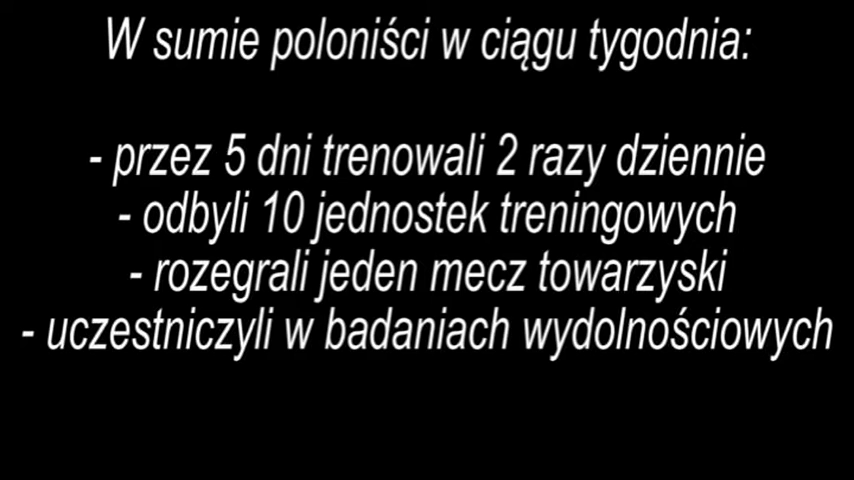 W sumie poloniści w ciągu tygodnia:
- przez 5 dni trenowali 2 razy dziennie
- odbyli 10 jednostek treningowych
- rozegrali jeden mecz towarzyski
- uczestniczyli w badaniach wydolnościowych